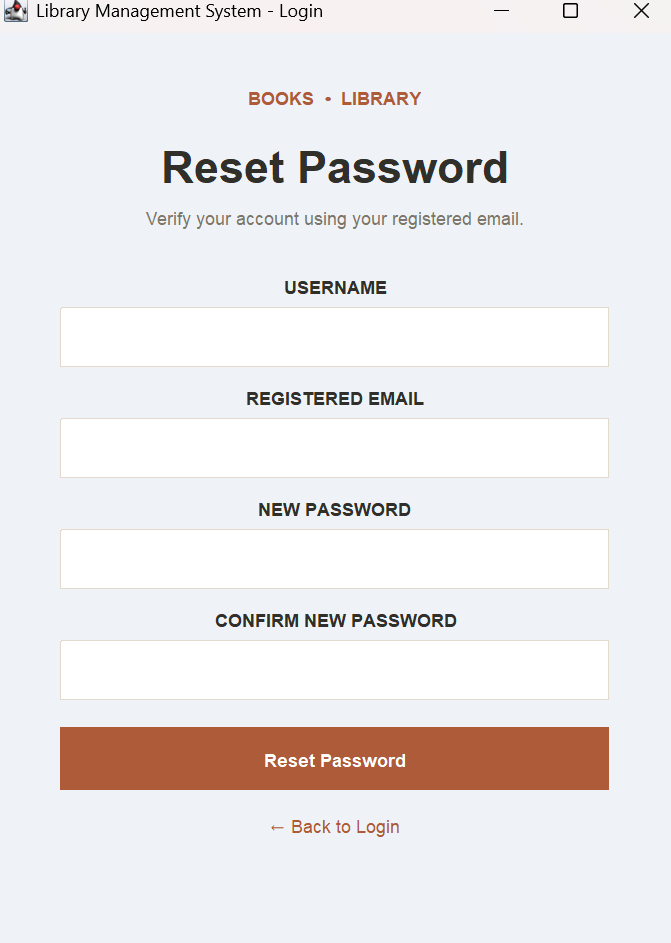 Library Management System - Login
BOOKS • LIBRARY
Reset Password
Verify your account using your registered email.
USERNAME
REGISTERED EMAIL
NEW PASSWORD
CONFIRM NEW PASSWORD
Reset Password
← Back to Login